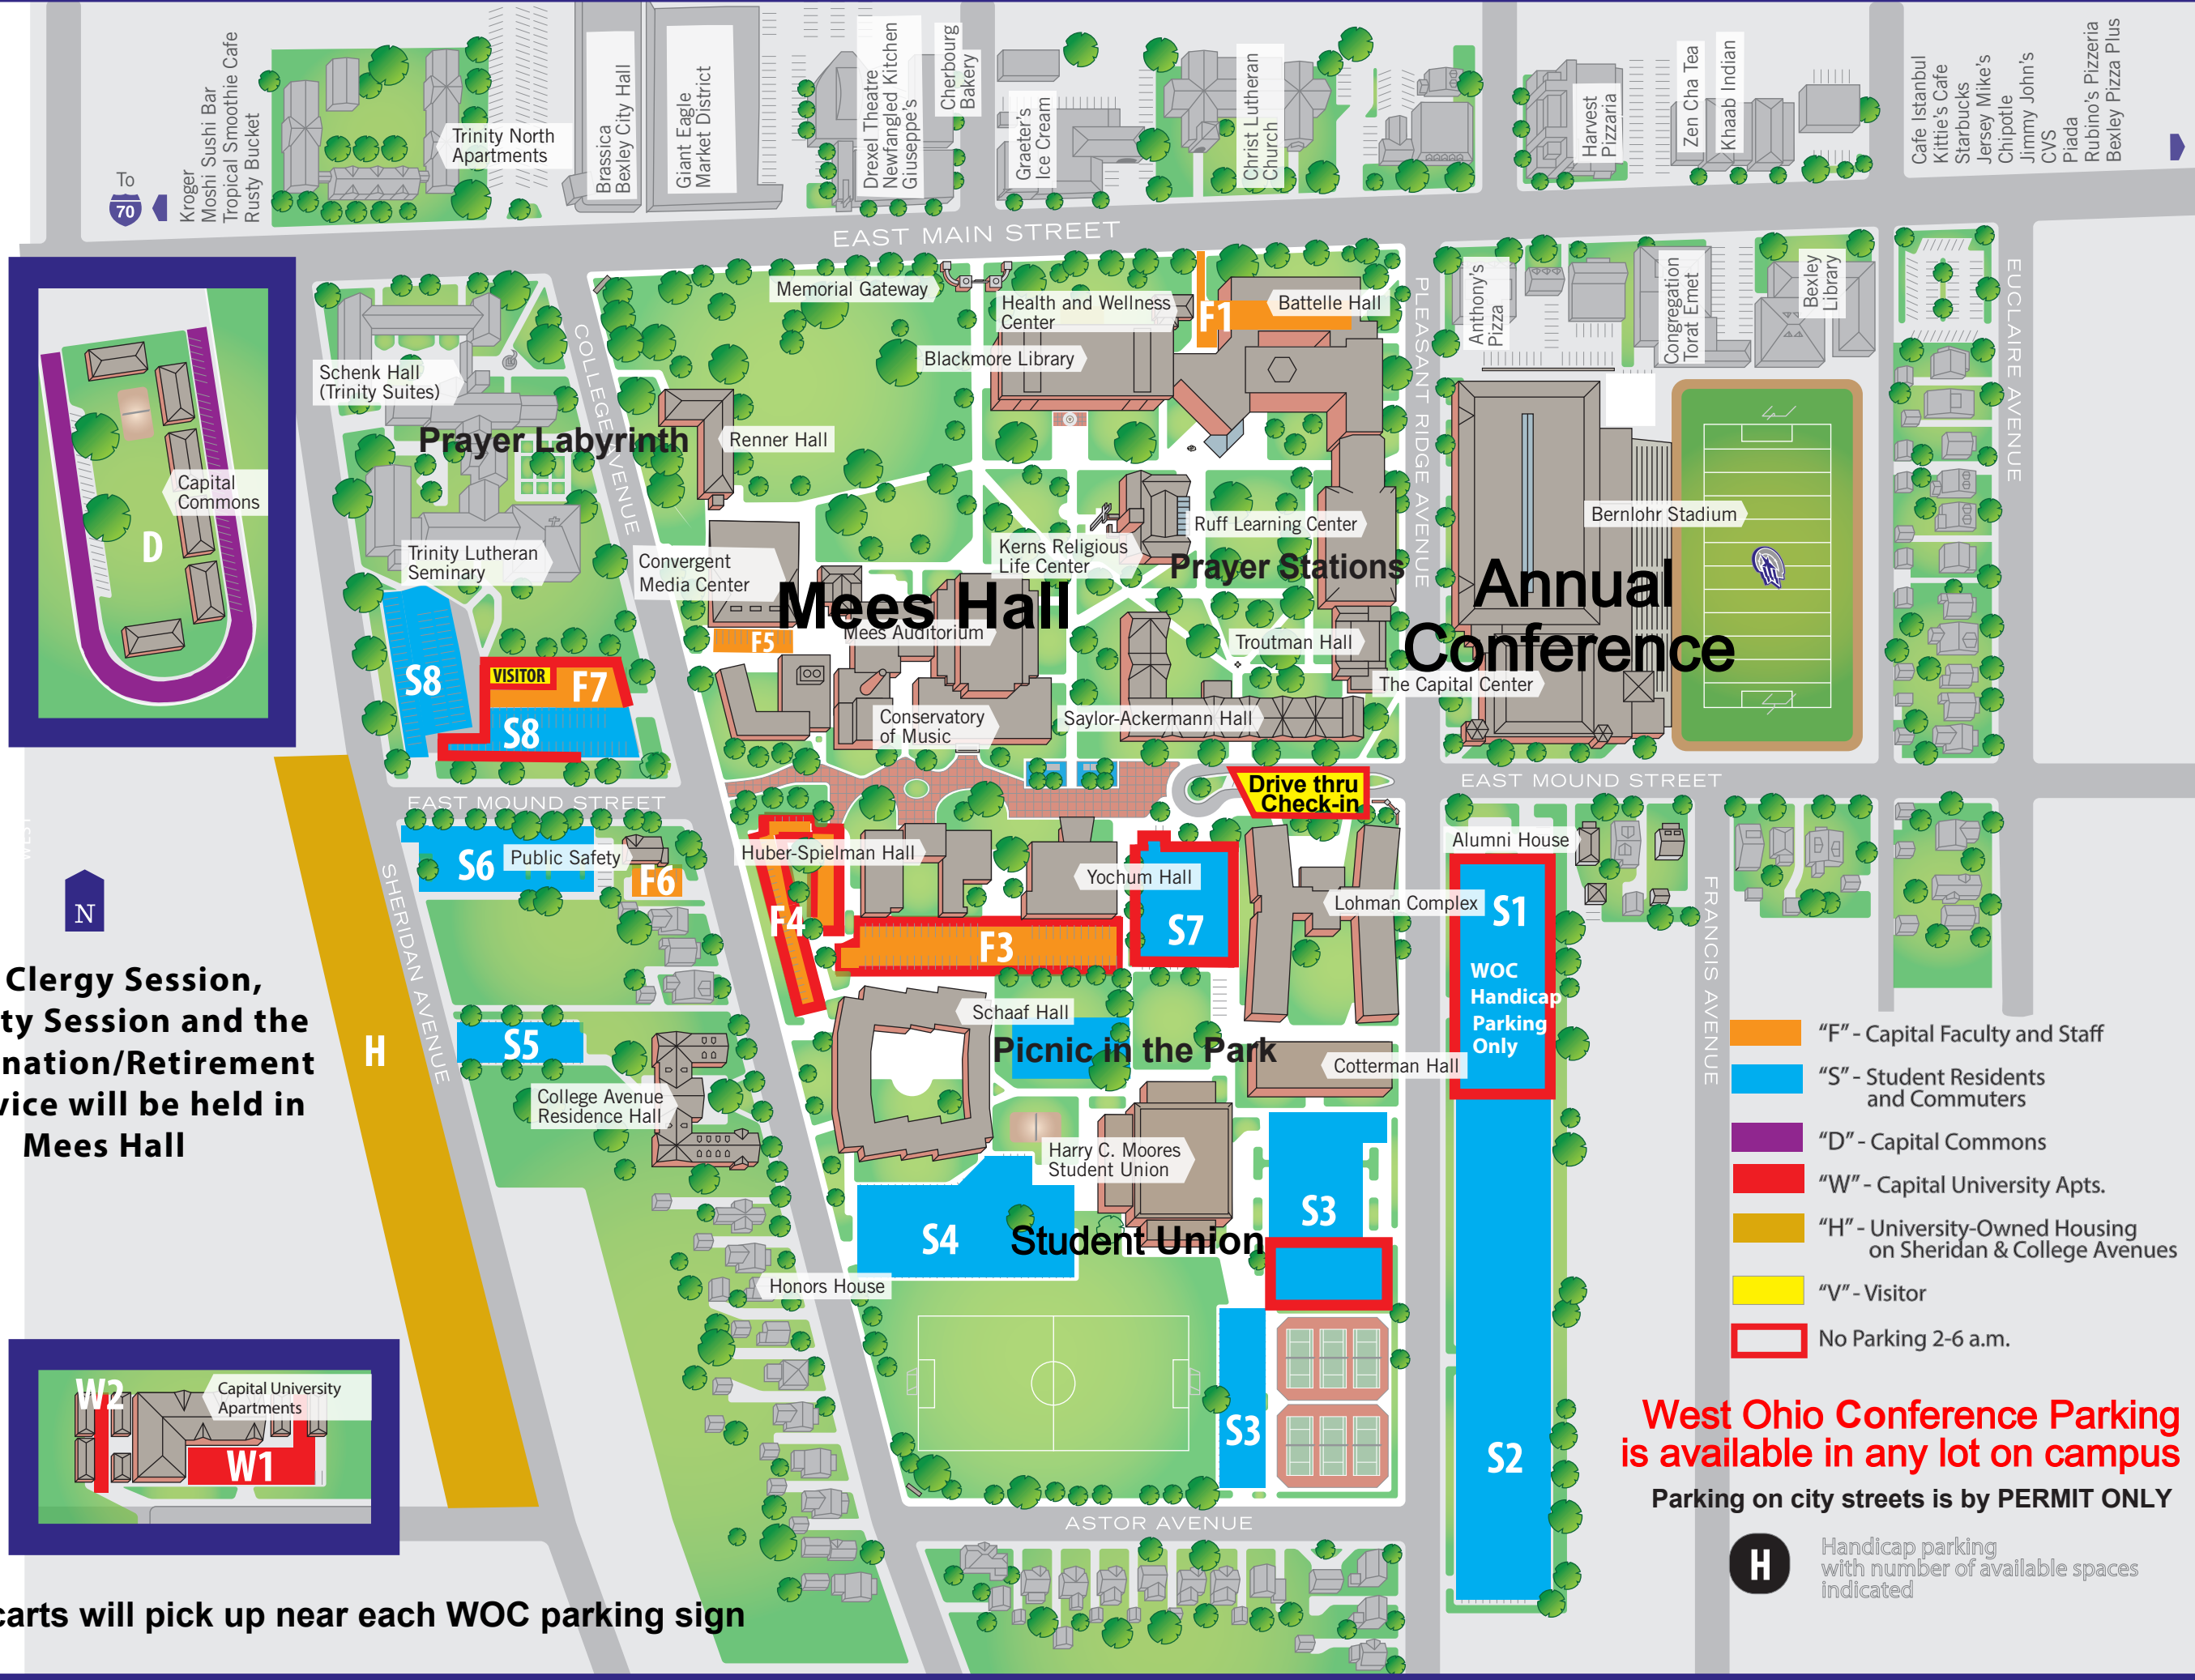 To
70
Kroger
Moshi Sushi Bar
Tropical Smoothie Cafe
Rusty Bucket
Trinity North
Apartments
Brassica
Bexley City Hall
Giant Eagle
Market District
Drexel Theatre
Newfangled Kitchen
Giuseppe's
Cherbourg
Bakery
Graeter's
Ice Cream
Christ Lutheran
Church
Harvest
Pizzaria
Zen Cha Tea
Khaab Indian
Cafe Istanbul
Kittie's Cafe
Starbucks
Jersey Mike's
Chipotle
Jimmy John's
CVS
Piada
Rubino's Pizzeria
Bexley Pizza Plus
EAST MAIN STREET
Memorial Gateway
Health and Wellness
Center
F1
Battelle Hall
Blackmore Library
PLEASANT RIDGE AVENUE
Anthony's
Pizza
Congregation
Torat Emet
Bexley
Library
EUCLAIRE AVENUE
Schenk Hall
(Trinity Suites)
COLLEGE AVENUE
Prayer Labyrinth
Renner Hall
Capital
Commons
D
Trinity Lutheran
Seminary
Convergent
Media Center
Kerns Religious
Life Center
Ruff Learning Center
Prayer Stations
Bernlohr Stadium
Mees Hall
Mees Auditorium
Annual
Conference
F5
Troutman Hall
The Capital Center
S8
VISITOR
F7
S8
Conservatory
of Music
Saylor-Ackermann Hall
EAST MOUND STREET
Drive thru
Check-in
EAST MOUND STREET
S6
Public Safety
F6
Huber-Spielman Hall
Yochum Hall
Alumni House
F4
F3
S7
Lohman Complex
S1
WOC
Handicap
Parking
Only
N
SHERIDAN AVENUE
FRANCIS AVENUE
Clergy Session,
ty Session and the
nation/Retirement
vice will be held in
Mees Hall
H
S5
College Avenue
Residence Hall
Schaaf Hall
Picnic in the Park
Cotterman Hall
Harry C. Moores
Student Union
S4
Student Union
S3
Honors House
S3
S2
W2
Capital University
Apartments
W1
ASTOR AVENUE
"F" - Capital Faculty and Staff
"S" - Student Residents
and Commuters
"D" - Capital Commons
"W" - Capital University Apts.
"H" - University-Owned Housing
on Sheridan & College Avenues
"V" - Visitor
No Parking 2-6 a.m.
West Ohio Conference Parking
is available in any lot on campus
Parking on city streets is by PERMIT ONLY
H
Handicap parking
with number of available spaces
indicated
carts will pick up near each WOC parking sign